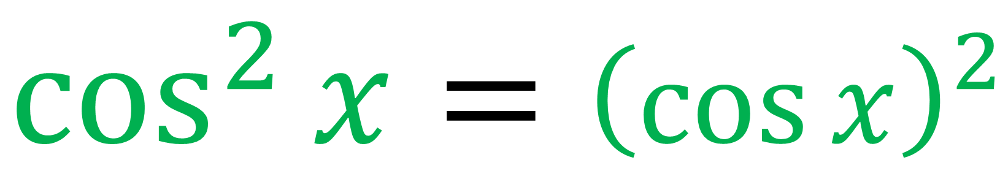 cos² x = (cos x)²